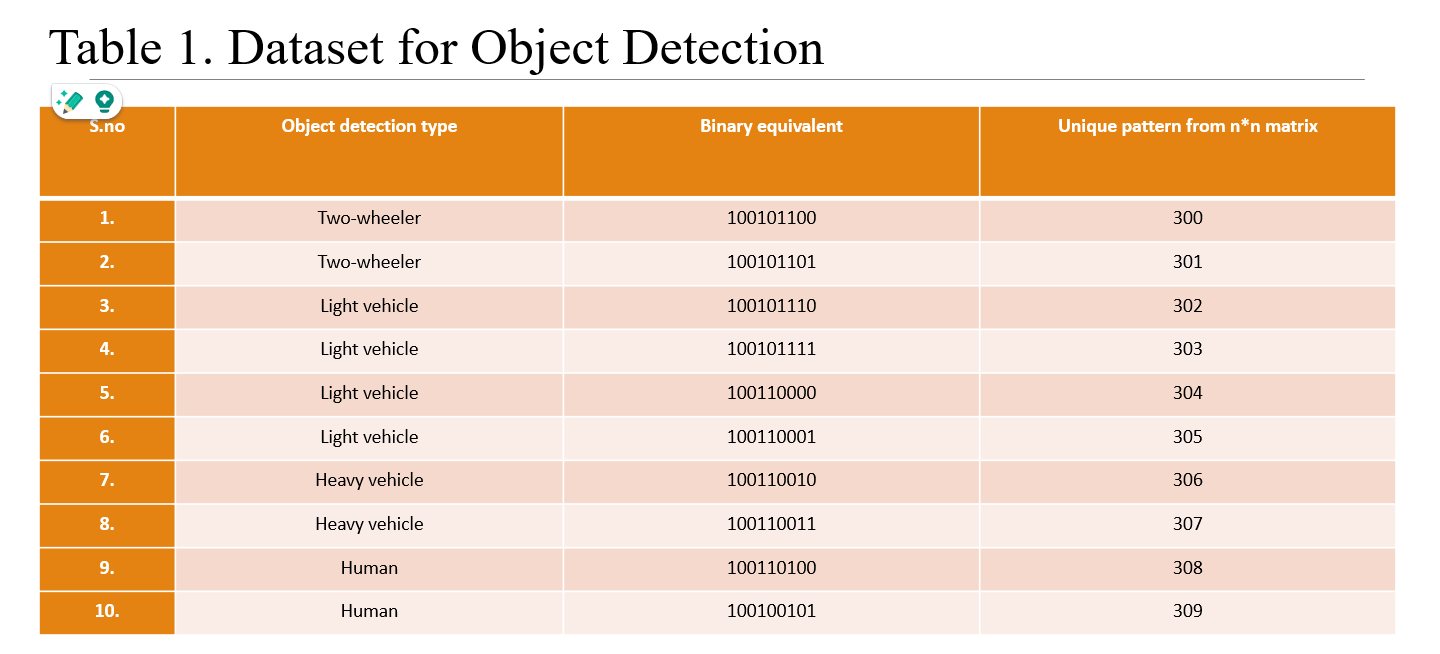 Table 1. Dataset for Object Detection
S.no Object detection type Binary equivalent Unique pattern from n*n matrix
1. Two-wheeler 100101100 300
2. Two-wheeler 100101101 301
3. Light vehicle 100101110 302
4. Light vehicle 100101111 303
5. Light vehicle 100110000 304
6. Light vehicle 100110001 305
7. Heavy vehicle 100110010 306
8. Heavy vehicle 100110011 307
9. Human 100110100 308
10. Human 100100101 309